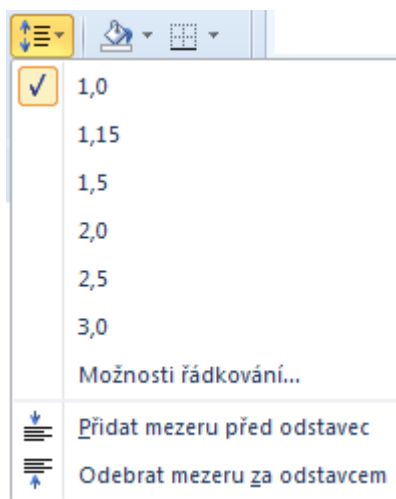 1,0
1,15
1,5
2,0
2,5
3,0
Možnosti řádkování...
Přidat mezeru před odstavec
Odebrat mezeru za odstavcem